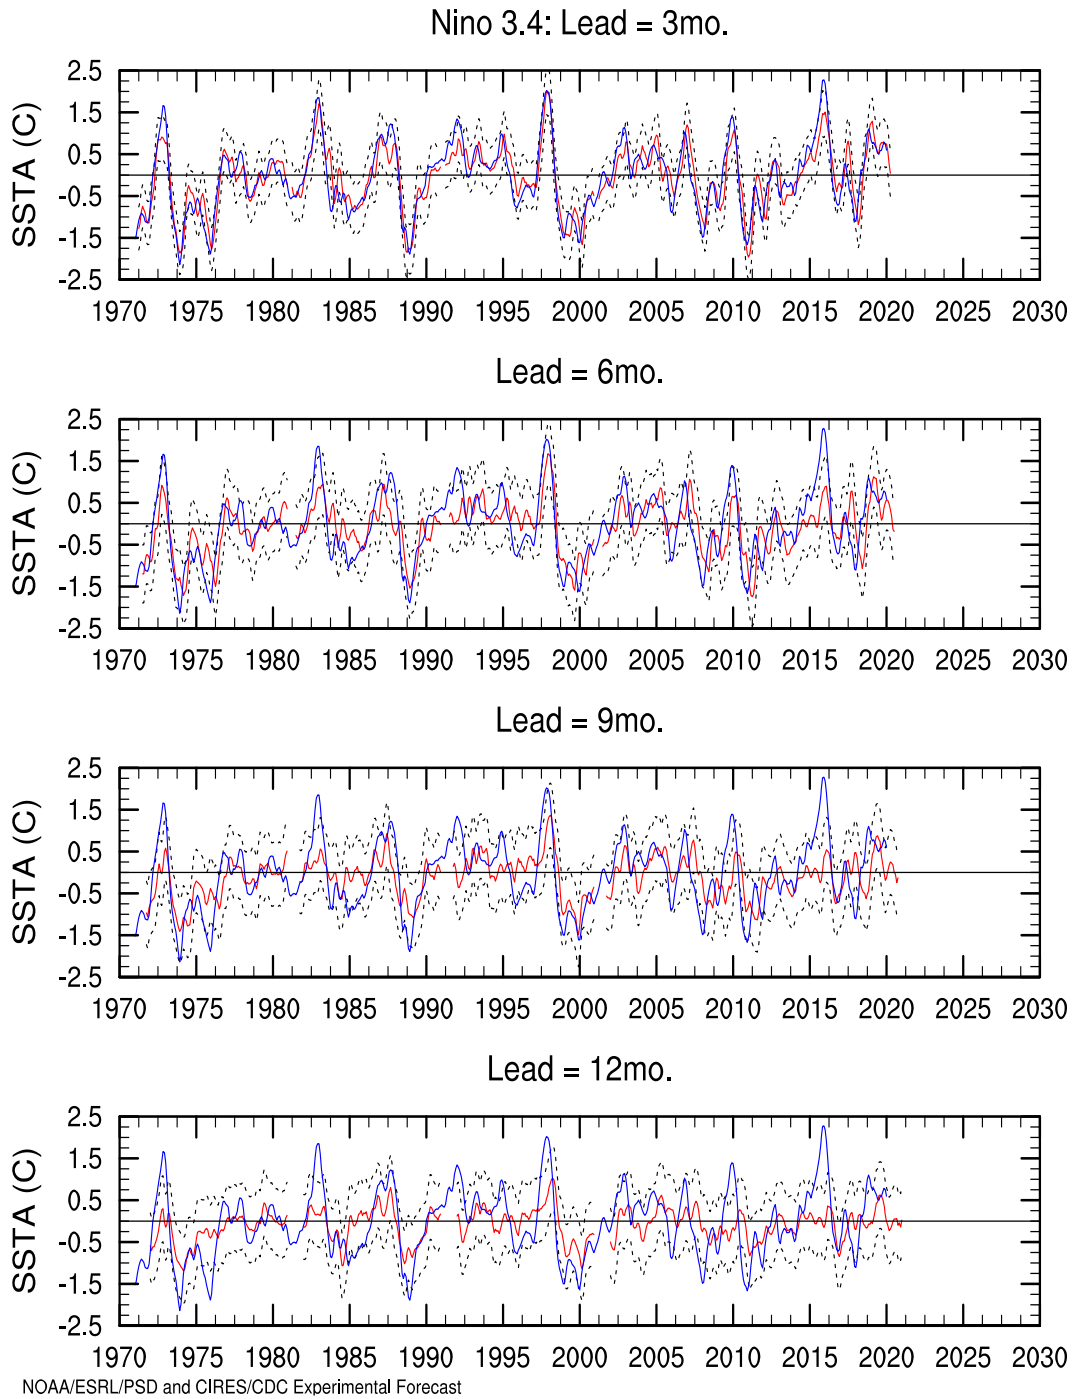 Nino 3.4: Lead = 3mo.
SSTA (C)
2.5
1.5
0.5
-0.5
-1.5
-2.5
1970 1975 1980 1985 1990 1995 2000 2005 2010 2015 2020 2025 2030
Lead = 6mo.
SSTA (C)
2.5
1.5
0.5
-0.5
-1.5
-2.5
1970 1975 1980 1985 1990 1995 2000 2005 2010 2015 2020 2025 2030
Lead = 9mo.
SSTA (C)
2.5
1.5
0.5
-0.5
-1.5
-2.5
1970 1975 1980 1985 1990 1995 2000 2005 2010 2015 2020 2025 2030
Lead = 12mo.
SSTA (C)
2.5
1.5
0.5
-0.5
-1.5
-2.5
1970 1975 1980 1985 1990 1995 2000 2005 2010 2015 2020 2025 2030
NOAA/ESRL/PSD and CIRES/CDC Experimental Forecast